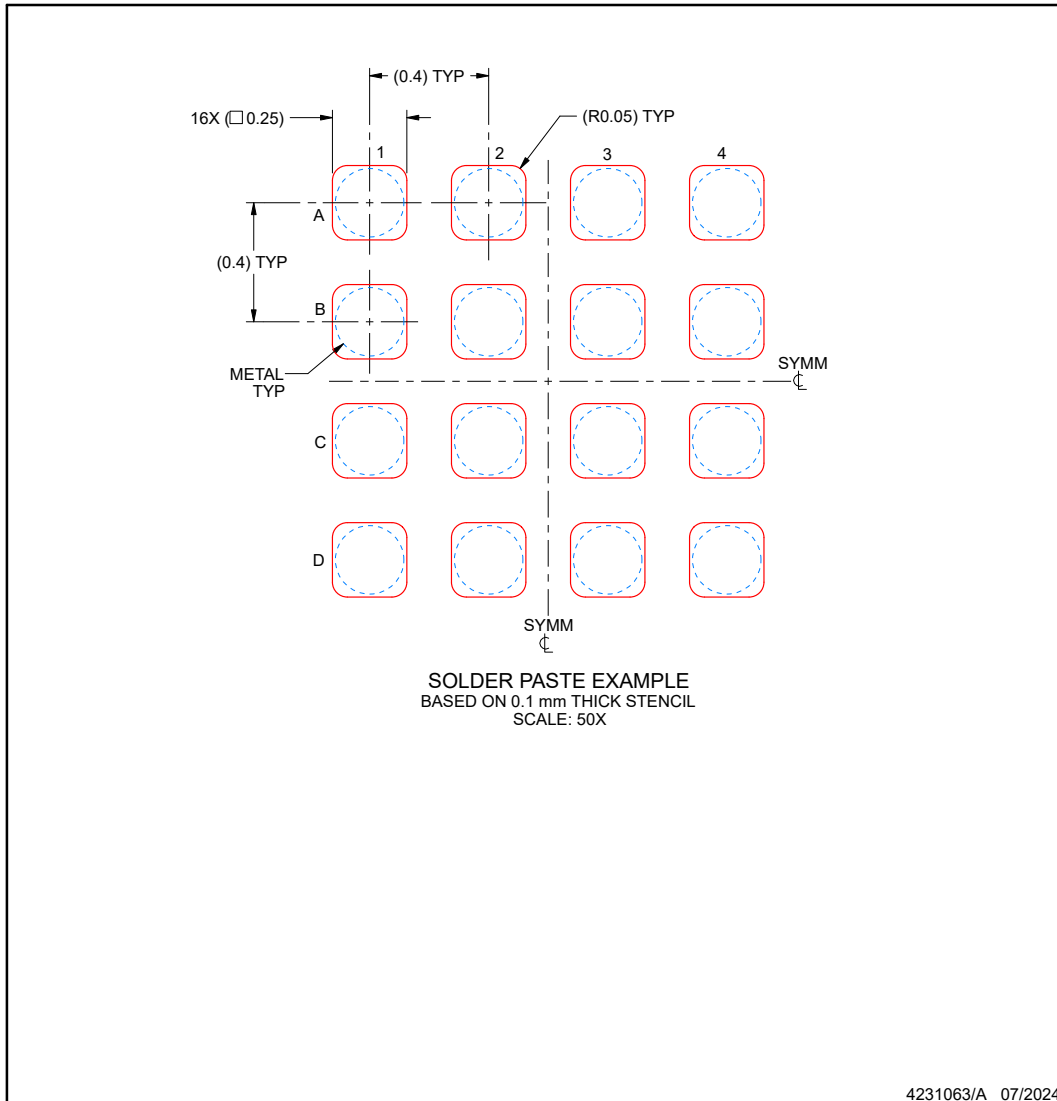 (0.4) TYP
16X (□ 0.25)
(R0.05) TYP
1
2
3
4
A
(0.4) TYP
B
METAL
TYP
SYMM
℄
C
D
SYMM
℄
SOLDER PASTE EXAMPLE
BASED ON 0.1 mm THICK STENCIL
SCALE: 50X
4231063/A 07/2024